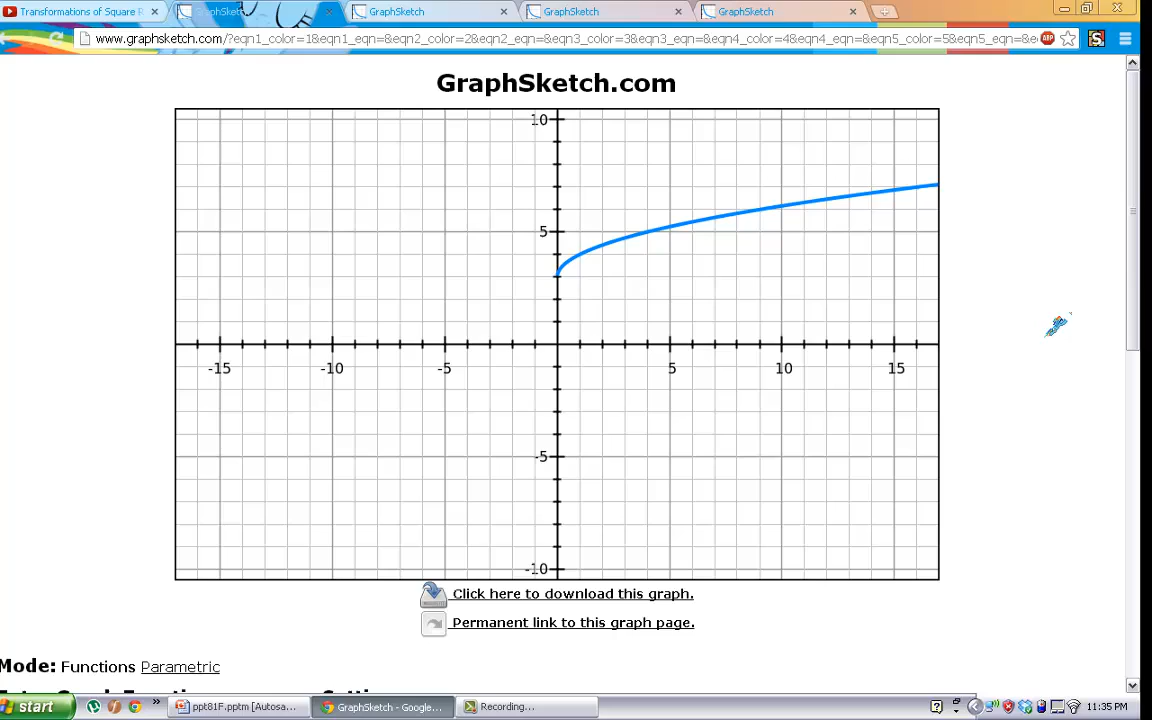 Transformations of Square R
GraphSketch
GraphSketch
GraphSketch
GraphSketch
www.graphsketch.com/?eqn1_color=1&eqn1_eqn=&eqn2_color=2&eqn2_eqn=&eqn3_color=3&eqn3_eqn=&eqn4_color=4&eqn4_eqn=&eqn5_color=5&eqn5_eqn=&e
ABP
S
GraphSketch.com
10
5
-15 -10 -5 5 10 15
-5
-10
Click here to download this graph.
Permanent link to this graph page.
Mode: Functions Parametric
start
ppt81F.pptm [Autosa...
GraphSketch - Google...
Recording...
11:35 PM